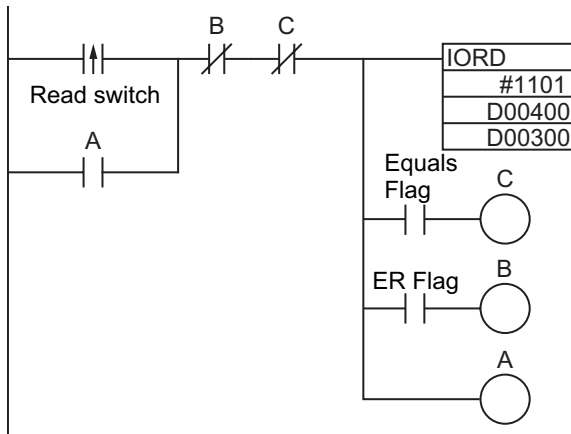 B
C
IORD
#1101
D00400
D00300
Read switch
A
Equals
Flag
C
ER Flag
B
A